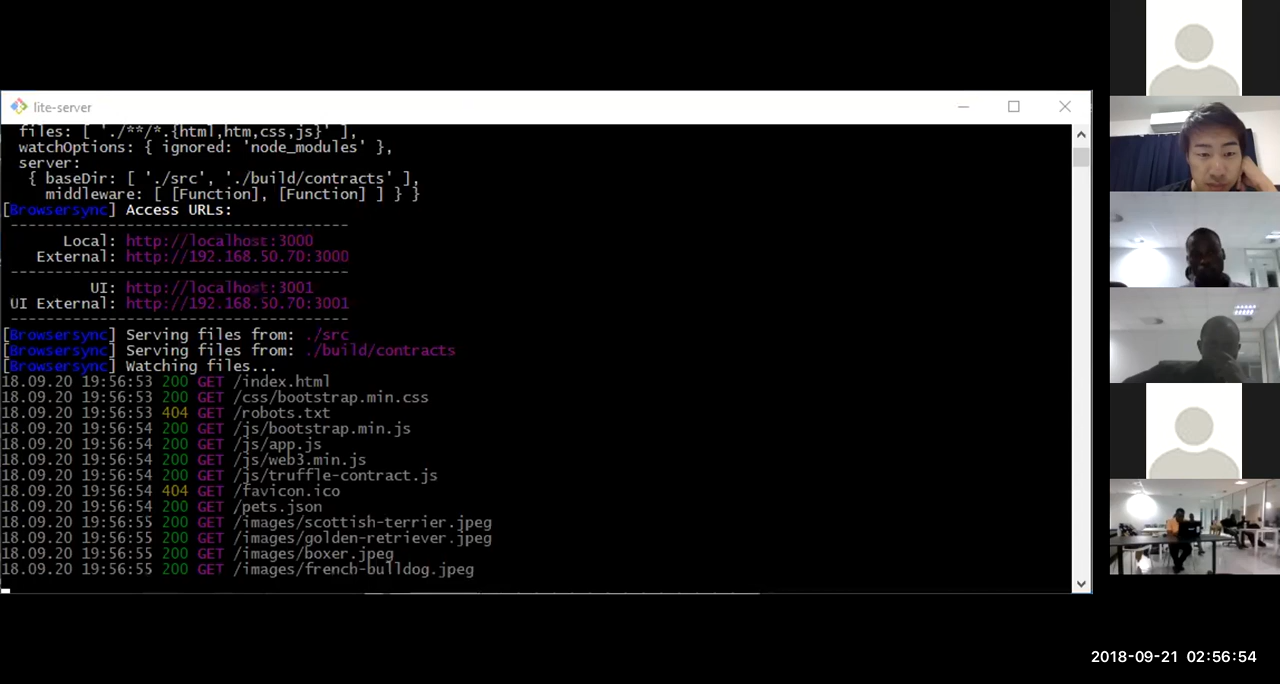 lite-server
files: [ './**/*.{html,htm,css,js}' ],
watchOptions: { ignored: 'node_modules' },
server:
{ baseDir: [ './src', './build/contracts' ],
middleware: [ [Function], [Function] ] } }
[Browsersync] Access URLs:
--------------------------------------
Local: http://localhost:3000
External: http://192.168.50.70:3000
--------------------------------------
UI: http://localhost:3001
UI External: http://192.168.50.70:3001
--------------------------------------
[Browsersync] Serving files from: ./src
[Browsersync] Serving files from: ./build/contracts
[Browsersync] Watching files...
18.09.20 19:56:53 200 GET /index.html
18.09.20 19:56:53 200 GET /css/bootstrap.min.css
18.09.20 19:56:53 404 GET /robots.txt
18.09.20 19:56:54 200 GET /js/bootstrap.min.js
18.09.20 19:56:54 200 GET /js/app.js
18.09.20 19:56:54 200 GET /js/web3.min.js
18.09.20 19:56:54 200 GET /js/truffle-contract.js
18.09.20 19:56:54 404 GET /favicon.ico
18.09.20 19:56:54 200 GET /pets.json
18.09.20 19:56:55 200 GET /images/scottish-terrier.jpeg
18.09.20 19:56:55 200 GET /images/golden-retriever.jpeg
18.09.20 19:56:55 200 GET /images/boxer.jpeg
18.09.20 19:56:55 200 GET /images/french-bulldog.jpeg
2018-09-21 02:56:54